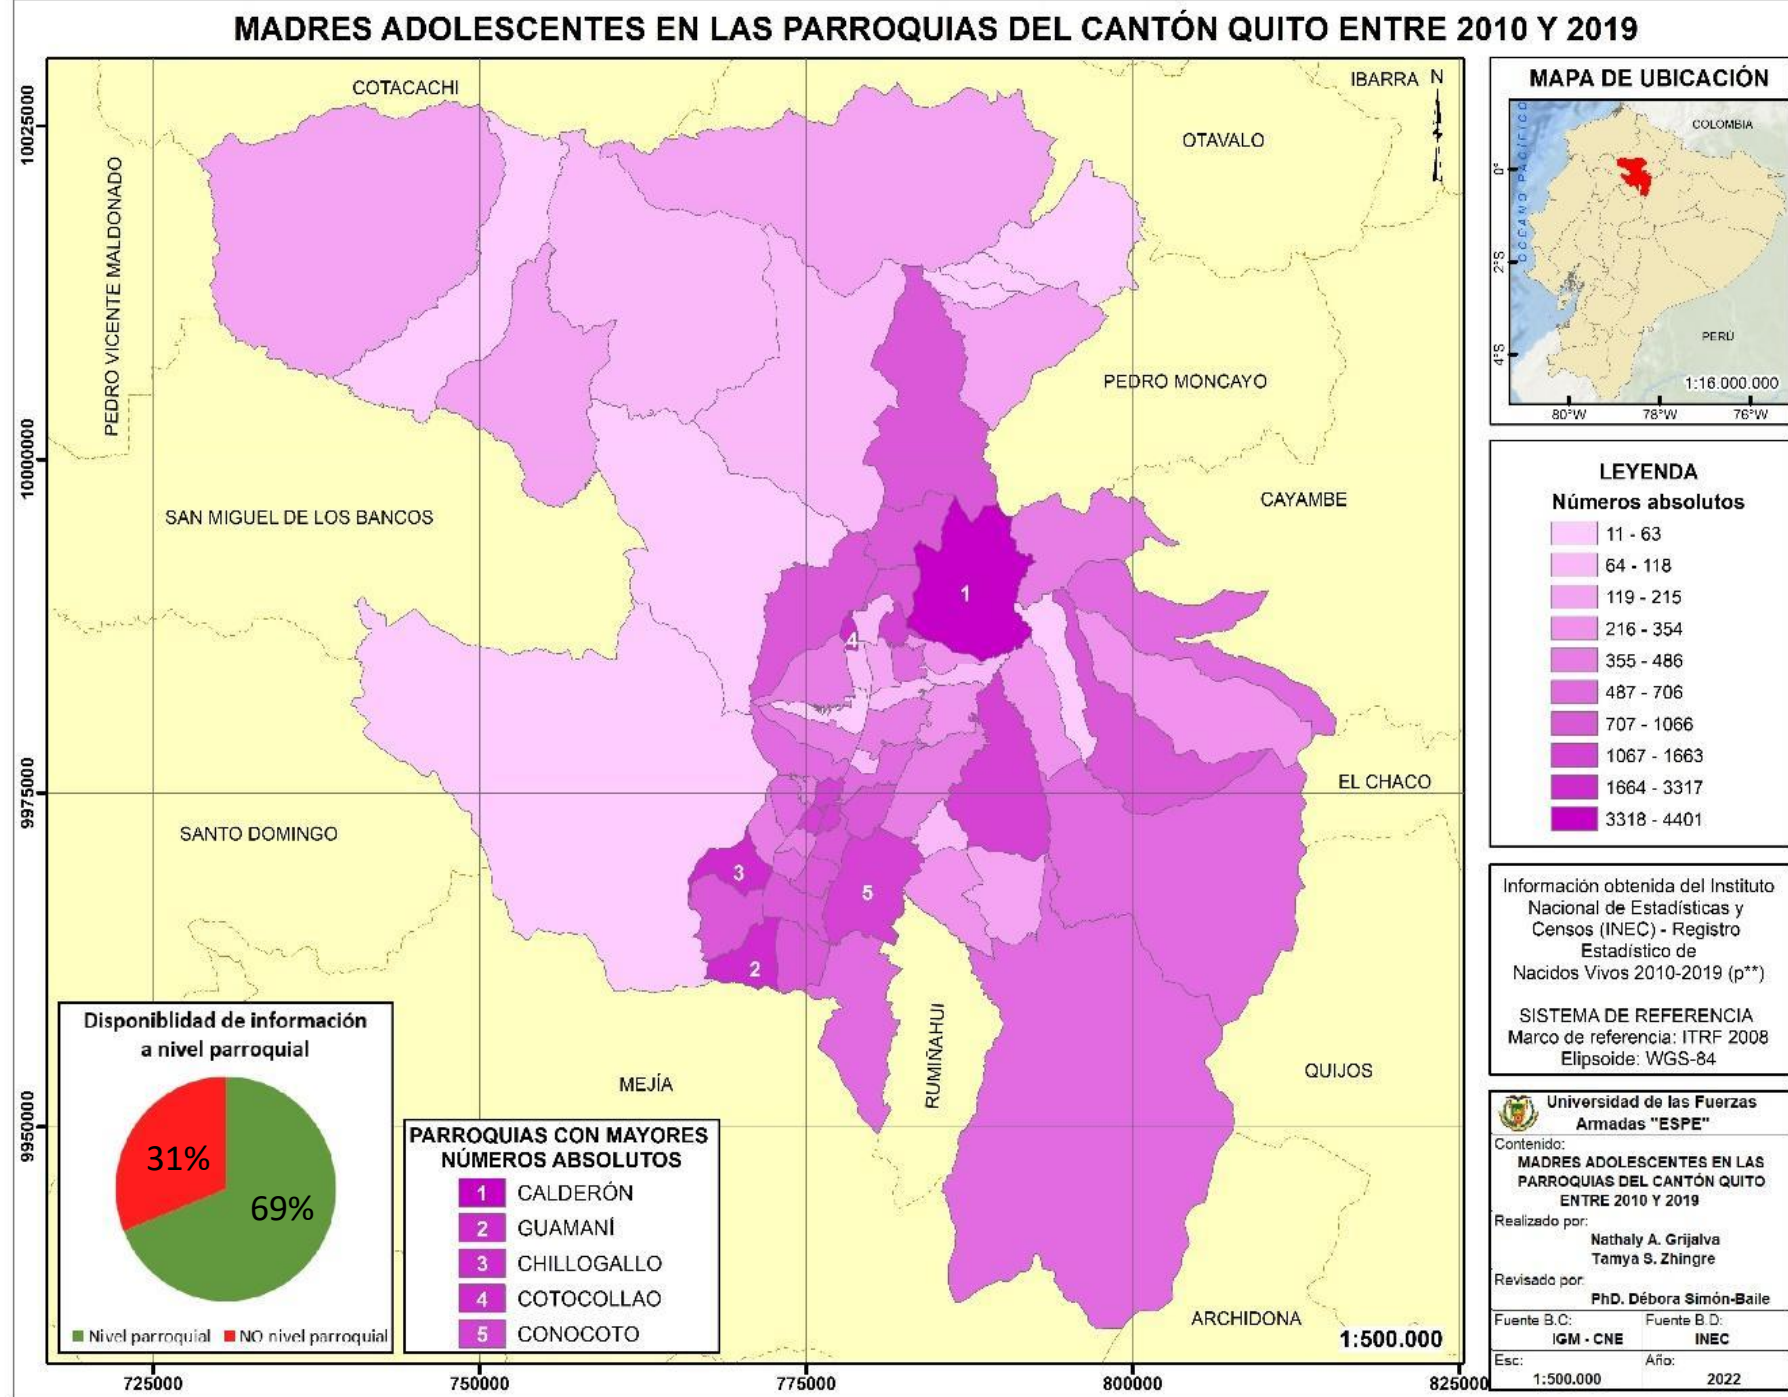 MADRES ADOLESCENTES EN LAS PARROQUIAS DEL CANTÓN QUITO ENTRE 2010 Y 2019
COTACACHI
IBARRA
N
OTAVALO
PEDRO VICENTE MALDONADO
PEDRO MONCAYO
CAYAMBE
SAN MIGUEL DE LOS BANCOS
1
4
EL CHACO
SANTO DOMINGO
3
5
2
RUMIÑAHUI
QUIJOS
MEJÍA
ARCHIDONA
1:500.000
10025000
10000000
9975000
9950000
725000
750000
775000
800000
825000
Disponiblidad de información
a nivel parroquial
31%
69%
Nivel parroquial
NO nivel parroquial
PARROQUIAS CON MAYORES
NÚMEROS ABSOLUTOS
1 CALDERÓN
2 GUAMANÍ
3 CHILLOGALLO
4 COTOCOLLAO
5 CONOCOTO
MAPA DE UBICACIÓN
OCEANO PACÍFICO
COLOMBIA
PERÚ
1:16.000.000
0°
2°S
4°S
80°W
78°W
76°W
LEYENDA
Números absolutos
11 - 63
64 - 118
119 - 215
216 - 354
355 - 486
487 - 706
707 - 1066
1067 - 1663
1664 - 3317
3318 - 4401
Información obtenida del Instituto
Nacional de Estadísticas y
Censos (INEC) - Registro
Estadístico de
Nacidos Vivos 2010-2019 (p**)
SISTEMA DE REFERENCIA
Marco de referencia: ITRF 2008
Elipsoide: WGS-84
Universidad de las Fuerzas
Armadas "ESPE"
Contenido:
MADRES ADOLESCENTES EN LAS
PARROQUIAS DEL CANTÓN QUITO
ENTRE 2010 Y 2019
Realizado por:
Nathaly A. Grijalva
Tamya S. Zhingre
Revisado por:
PhD. Débora Simón-Baile
Fuente B.C:
IGM - CNE
Fuente B.D:
INEC
Esc:
1:500.000
Año:
2022